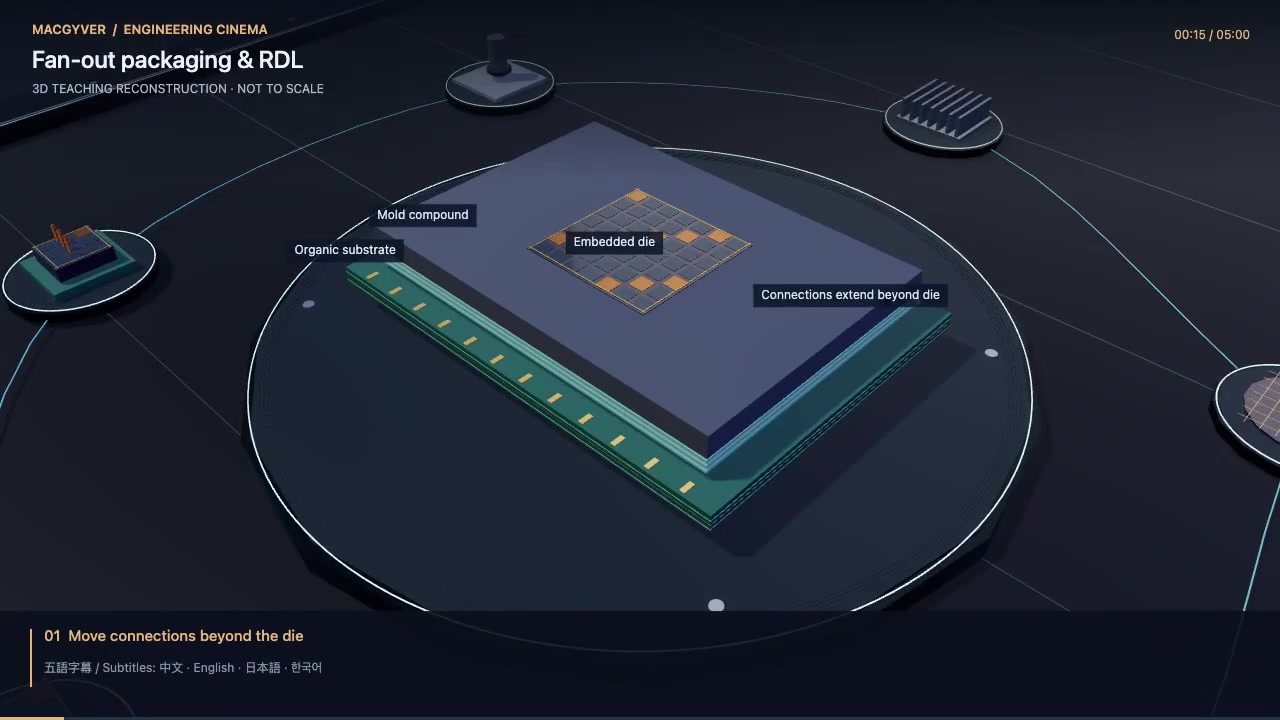 MACGYVER / ENGINEERING CINEMA
00:15 / 05:00
Fan-out packaging & RDL
3D TEACHING RECONSTRUCTION · NOT TO SCALE
Mold compound
Organic substrate
Embedded die
Connections extend beyond die
01 Move connections beyond the die
五語字幕 / Subtitles: 中文 · English · 日本語 · 한국어